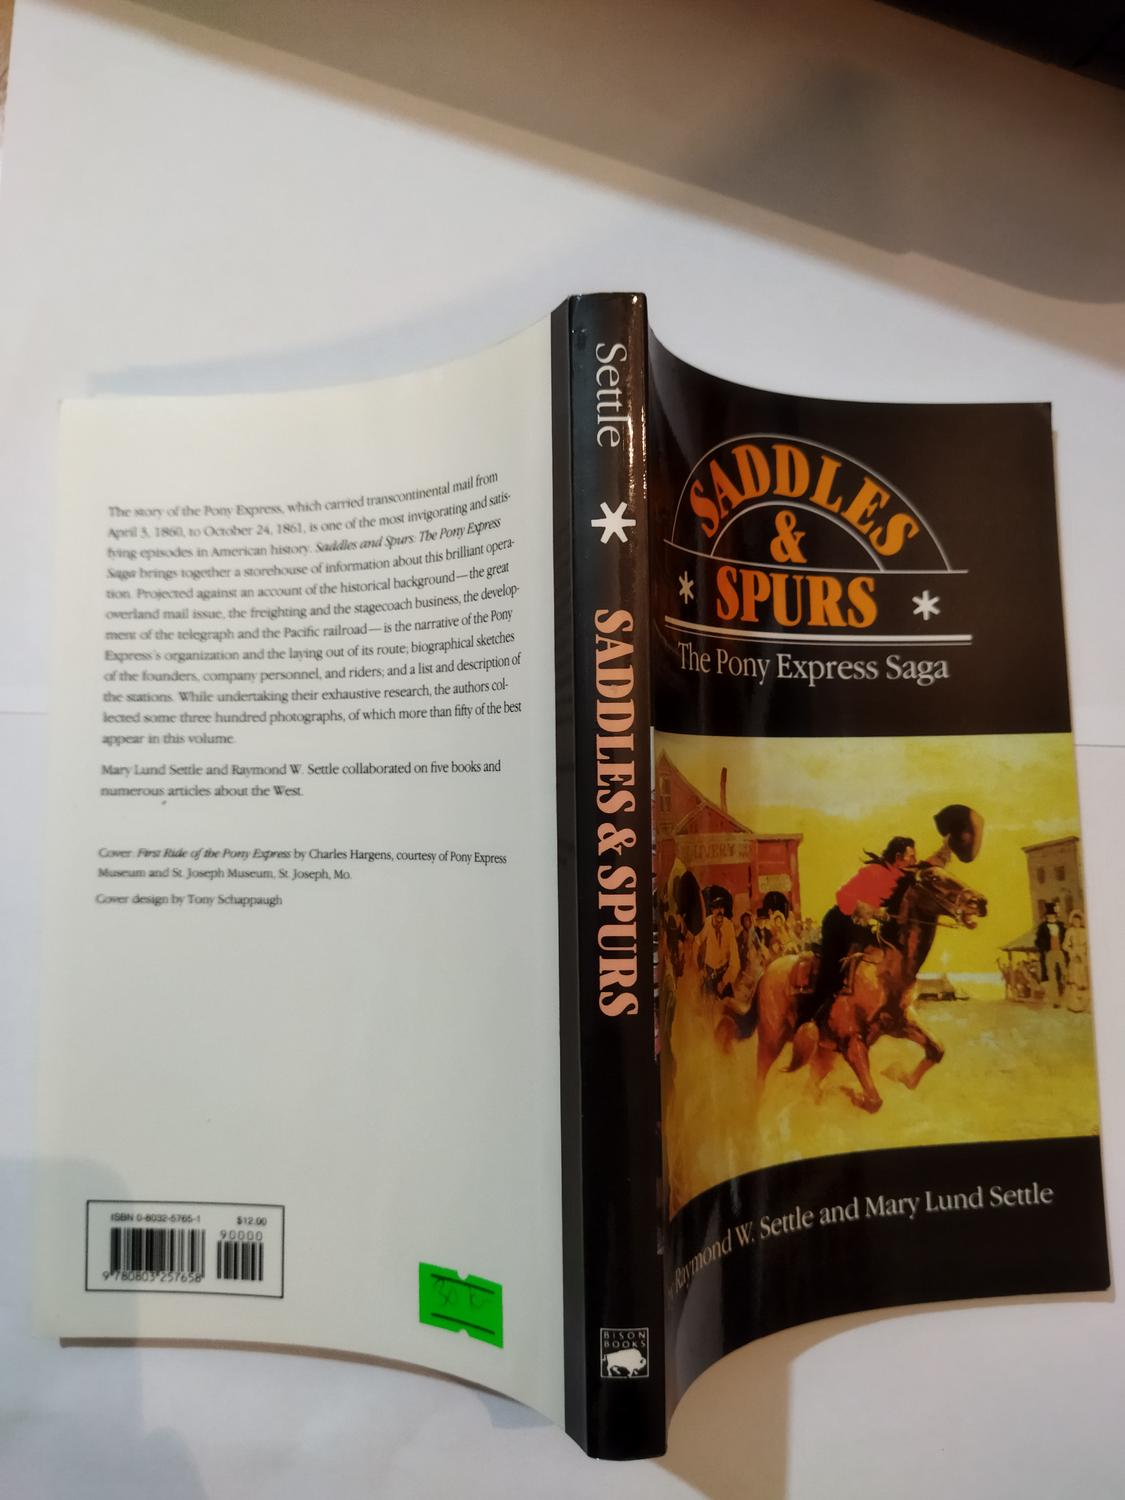 The story of the Pony Express, which carried transcontinental mail from
April 3, 1860, to October 24, 1861, is one of the most invigorating and satis-
fying episodes in American history. Saddles and Spurs: The Pony Express
Saga brings together a storehouse of information about this brilliant opera-
tion. Projected against an account of the historical background—the great
overland mail issue, the freighting and the stagecoach business, the develop-
ment of the telegraph and the Pacific railroad—is the narrative of the Pony
Express's organization and the laying out of its route; biographical sketches
of the founders, company personnel, and riders; and a list and description of
the stations. While undertaking their exhaustive research, the authors col-
lected some three hundred photographs, of which more than fifty of the best
appear in this volume.
Mary Lund Settle and Raymond W. Settle collaborated on five books and
numerous articles about the West.
Cover: First Ride of the Pony Express by Charles Hargens, courtesy of Pony Express
Museum and St. Joseph Museum, St. Joseph, Mo.
Cover design by Tony Schappaugh
ISBN 0-8032-5765-1
$12.00
90000
9 780803 257658
Settle * SADDLES & SPURS
BISON
BOOKS
SADDLES
&
* SPURS *
The Pony Express Saga
LIVERY
Raymond W. Settle and Mary Lund Settle